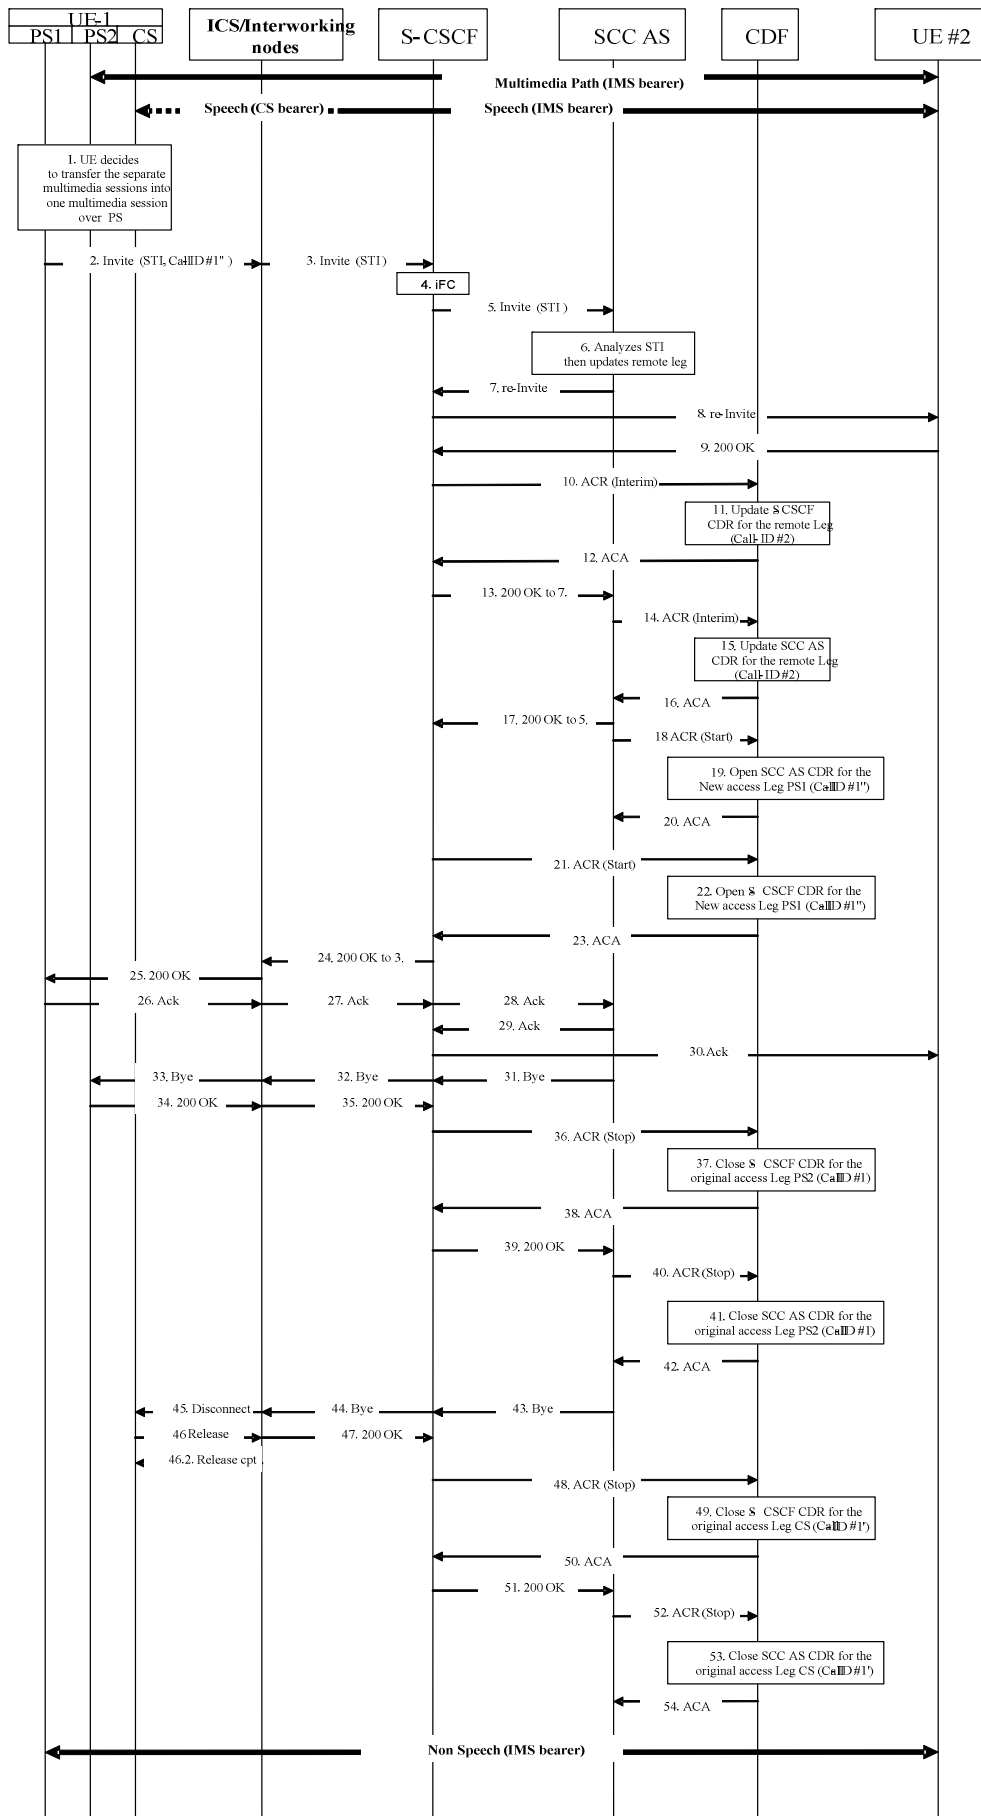 UE-1
PS1 PS2 CS
ICS/Interworking
nodes
S-CSCF
SCC AS
CDF
UE #2
Multimedia Path (IMS bearer)
Speech (CS bearer)
Speech (IMS bearer)
1. UE decides
to transfer the separate
multimedia sessions into
one multimedia session
over PS
2. Invite (STI, Call-ID #1")
3. Invite (STI)
4. iFC
5. Invite (STI)
6. Analyzes STI
then updates remote leg
7. re-Invite
8. re-Invite
9. 200 OK
10. ACR (Interim)
11. Update S-CSCF
CDR for the remote Leg
(Call-ID #2)
12. ACA
13. 200 OK to 7.
14. ACR (Interim)
15. Update SCC AS
CDR for the remote Leg
(Call-ID #2)
16. ACA
17. 200 OK to 5.
18 ACR (Start)
19. Open SCC AS CDR for the
New access Leg PS1 (Call-ID #1")
20. ACA
21. ACR (Start)
22. Open S-CSCF CDR for the
New access Leg PS1 (Call-ID #1")
23. ACA
24. 200 OK to 3.
25. 200 OK
26. Ack
27. Ack
28. Ack
29. Ack
30. Ack
33. Bye
32. Bye
31. Bye
34. 200 OK
35. 200 OK
36. ACR (Stop)
37. Close S-CSCF CDR for the
original access Leg PS2 (Call-ID #1)
38. ACA
39. 200 OK
40. ACR (Stop)
41. Close SCC AS CDR for the
original access Leg PS2 (Call-ID #1)
42. ACA
45. Disconnect
44. Bye
43. Bye
46 Release
47. 200 OK
46.2. Release cpt
48. ACR (Stop)
49. Close S-CSCF CDR for the
original access Leg CS (Call-ID #1')
50. ACA
51. 200 OK
52. ACR (Stop)
53. Close SCC AS CDR for the
original access Leg CS (Call-ID #1')
54. ACA
Non Speech (IMS bearer)